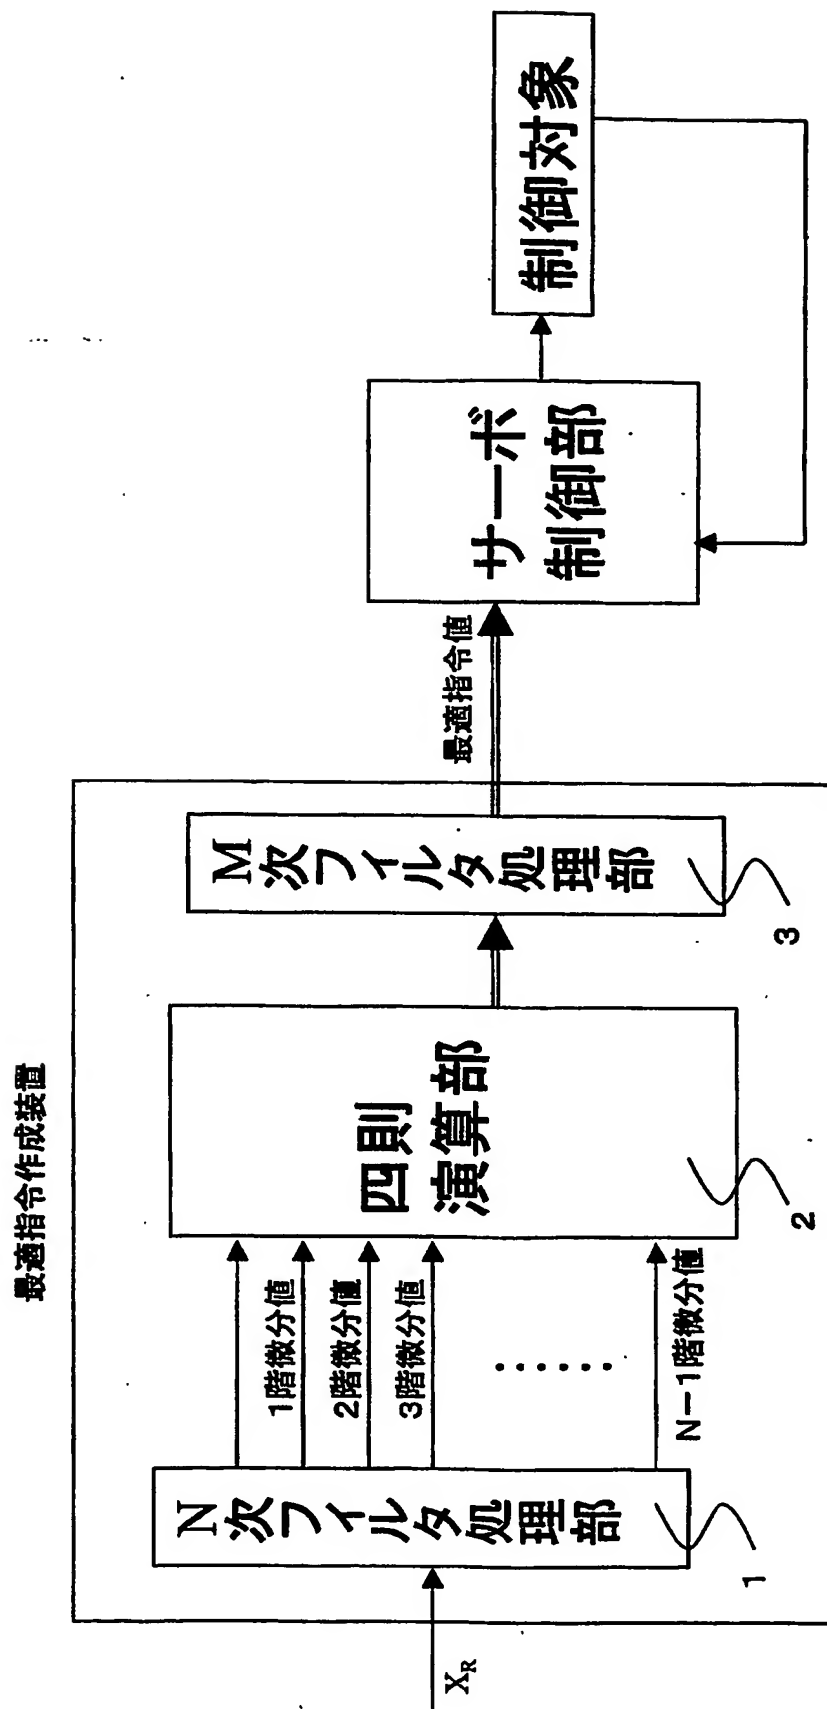 最適指令作成装置
X_R
N次フィルタ処理部
1
1階微分値
2階微分値
3階微分値
......
N−1階微分値
四則
演算部
2
M次フィルタ処理部
3
最適指令値
サーボ
制御部
制御対象